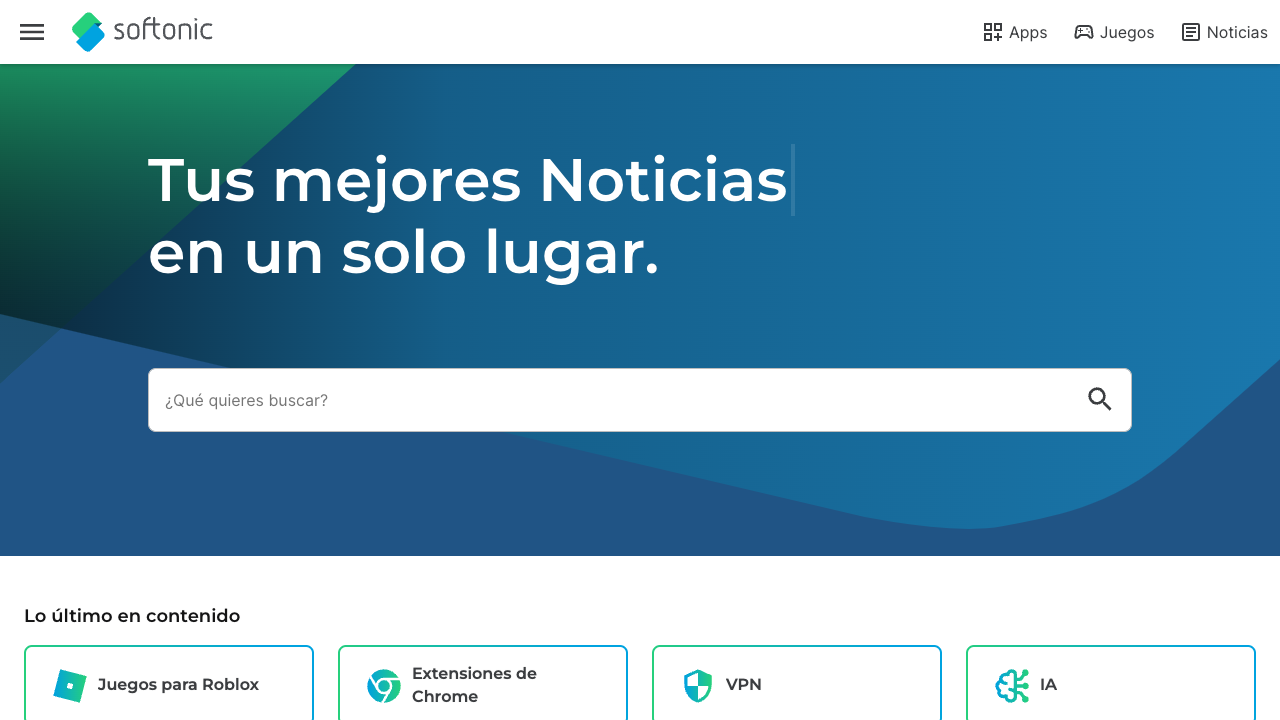 softonic
Apps
Juegos
Noticias
Tus mejores Noticias
en un solo lugar.
¿Qué quieres buscar?
Lo último en contenido
Juegos para Roblox
Extensiones de
Chrome
VPN
IA